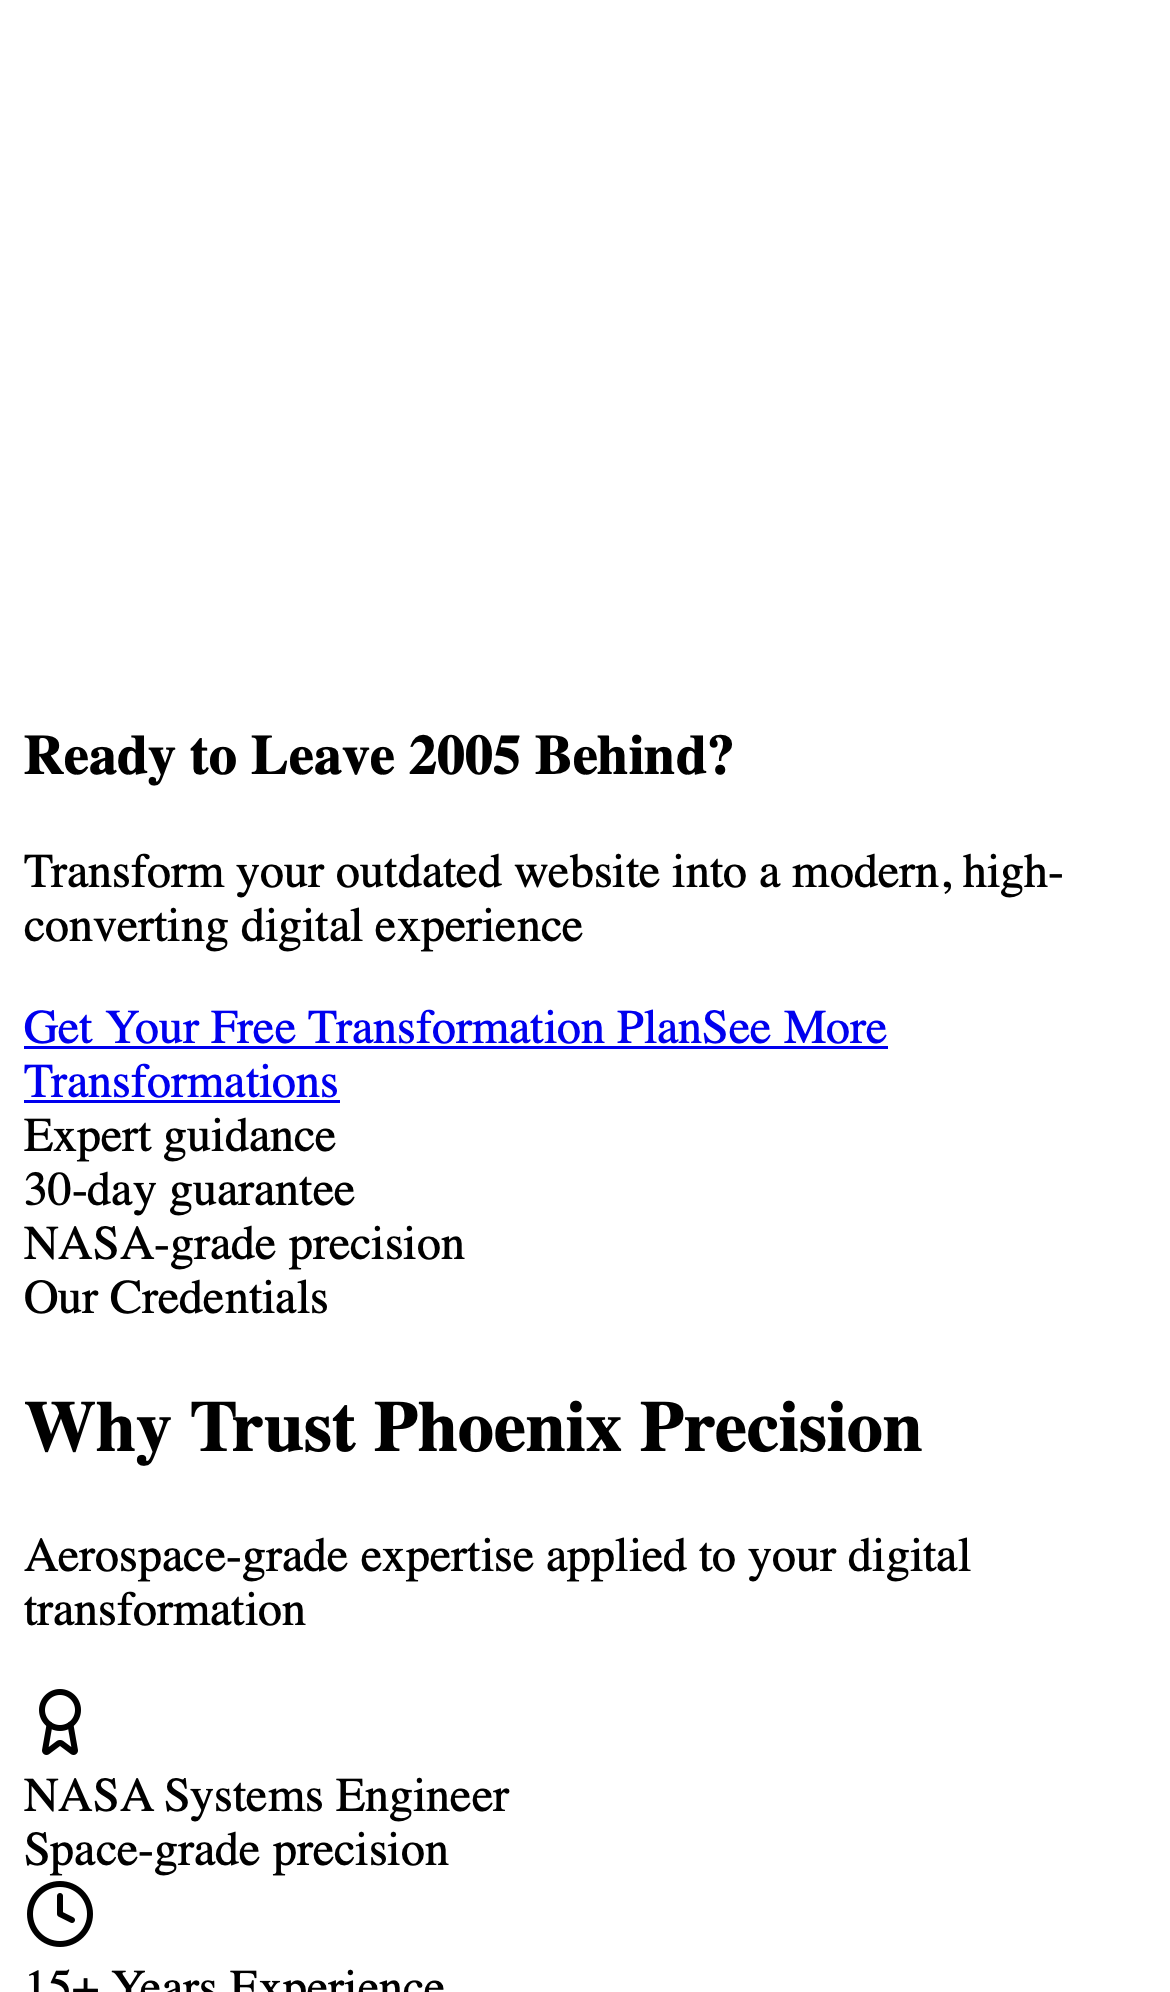 Ready to Leave 2005 Behind?
Transform your outdated website into a modern, high-
converting digital experience
Get Your Free Transformation PlanSee More
Transformations
Expert guidance
30-day guarantee
NASA-grade precision
Our Credentials
Why Trust Phoenix Precision
Aerospace-grade expertise applied to your digital
transformation
NASA Systems Engineer
Space-grade precision
15+ Years Experience